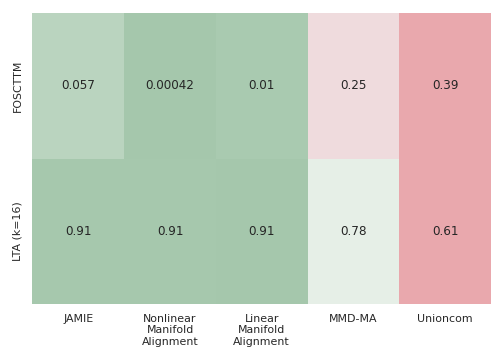 FOSCTTM
0.057 0.00042 0.01 0.25 0.39
LTA (k=16)
0.91 0.91 0.91 0.78 0.61
JAMIE
Nonlinear
Manifold
Alignment
Linear
Manifold
Alignment
MMD-MA
Unioncom